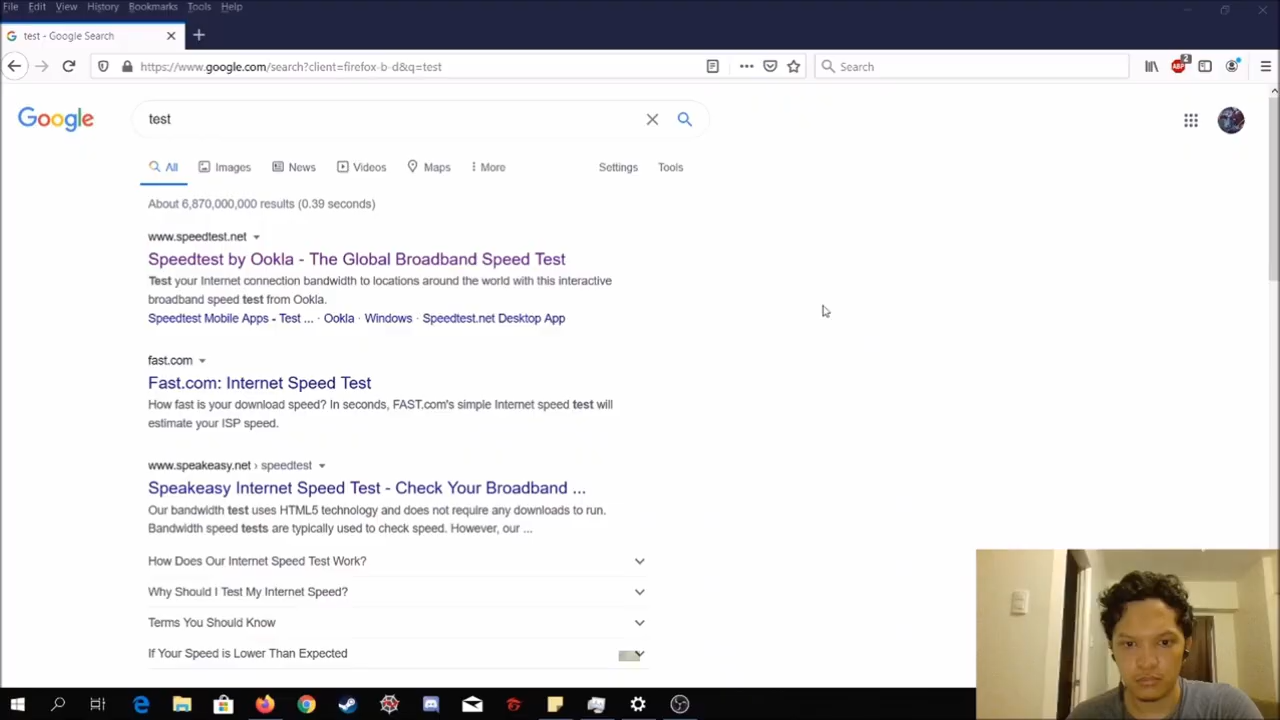 File Edit View History Bookmarks Tools Help
test - Google Search
https://www.google.com/search?client=firefox-b-d&q=test
Search
ABP
2
Google
test
All Images News Videos Maps More Settings Tools
About 6,870,000,000 results (0.39 seconds)
www.speedtest.net
Speedtest by Ookla - The Global Broadband Speed Test
Test your Internet connection bandwidth to locations around the world with this interactive
broadband speed test from Ookla.
Speedtest Mobile Apps - Test ... · Ookla · Windows · Speedtest.net Desktop App
fast.com
Fast.com: Internet Speed Test
How fast is your download speed? In seconds, FAST.com's simple Internet speed test will
estimate your ISP speed.
www.speakeasy.net › speedtest
Speakeasy Internet Speed Test - Check Your Broadband ...
Our bandwidth test uses HTML5 technology and does not require any downloads to run.
Bandwidth speed tests are typically used to check speed. However, our ...
How Does Our Internet Speed Test Work?
Why Should I Test My Internet Speed?
Terms You Should Know
If Your Speed is Lower Than Expected